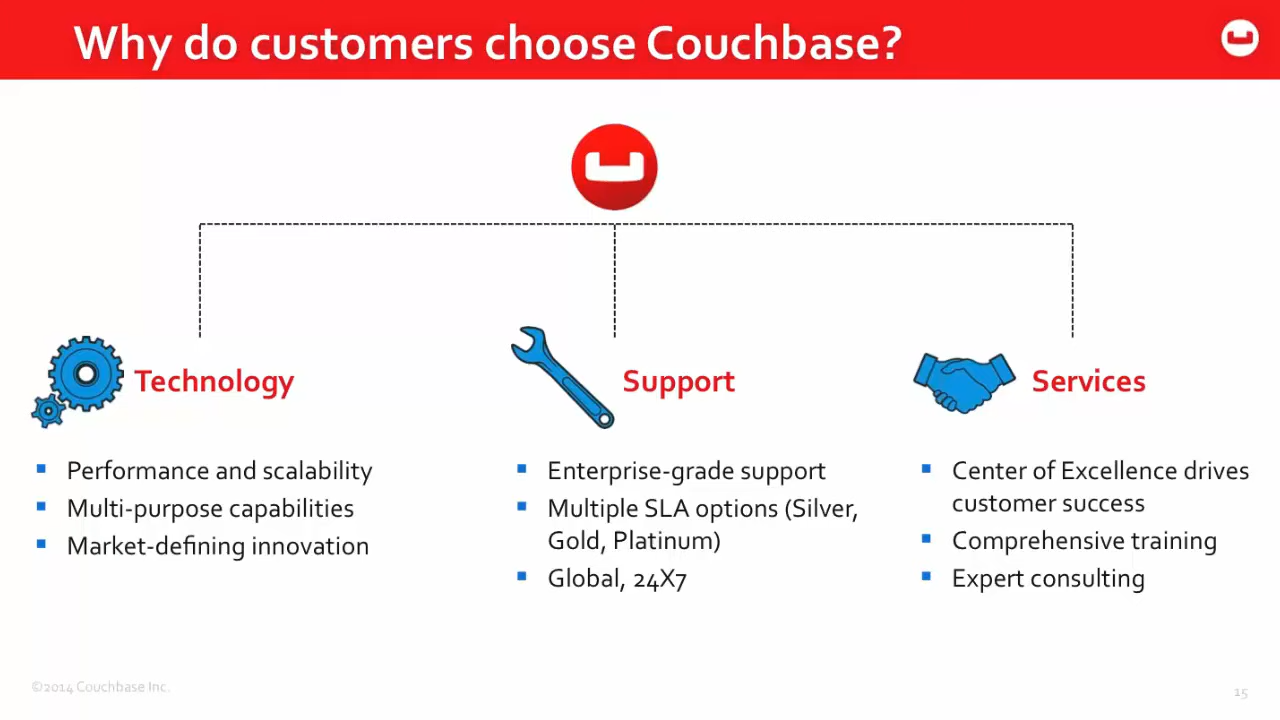 Why do customers choose Couchbase?
Technology
Performance and scalability
Multi-purpose capabilities
Market-defining innovation
Support
Enterprise-grade support
Multiple SLA options (Silver,
Gold, Platinum)
Global, 24X7
Services
Center of Excellence drives
customer success
Comprehensive training
Expert consulting
©2014 Couchbase Inc.
15